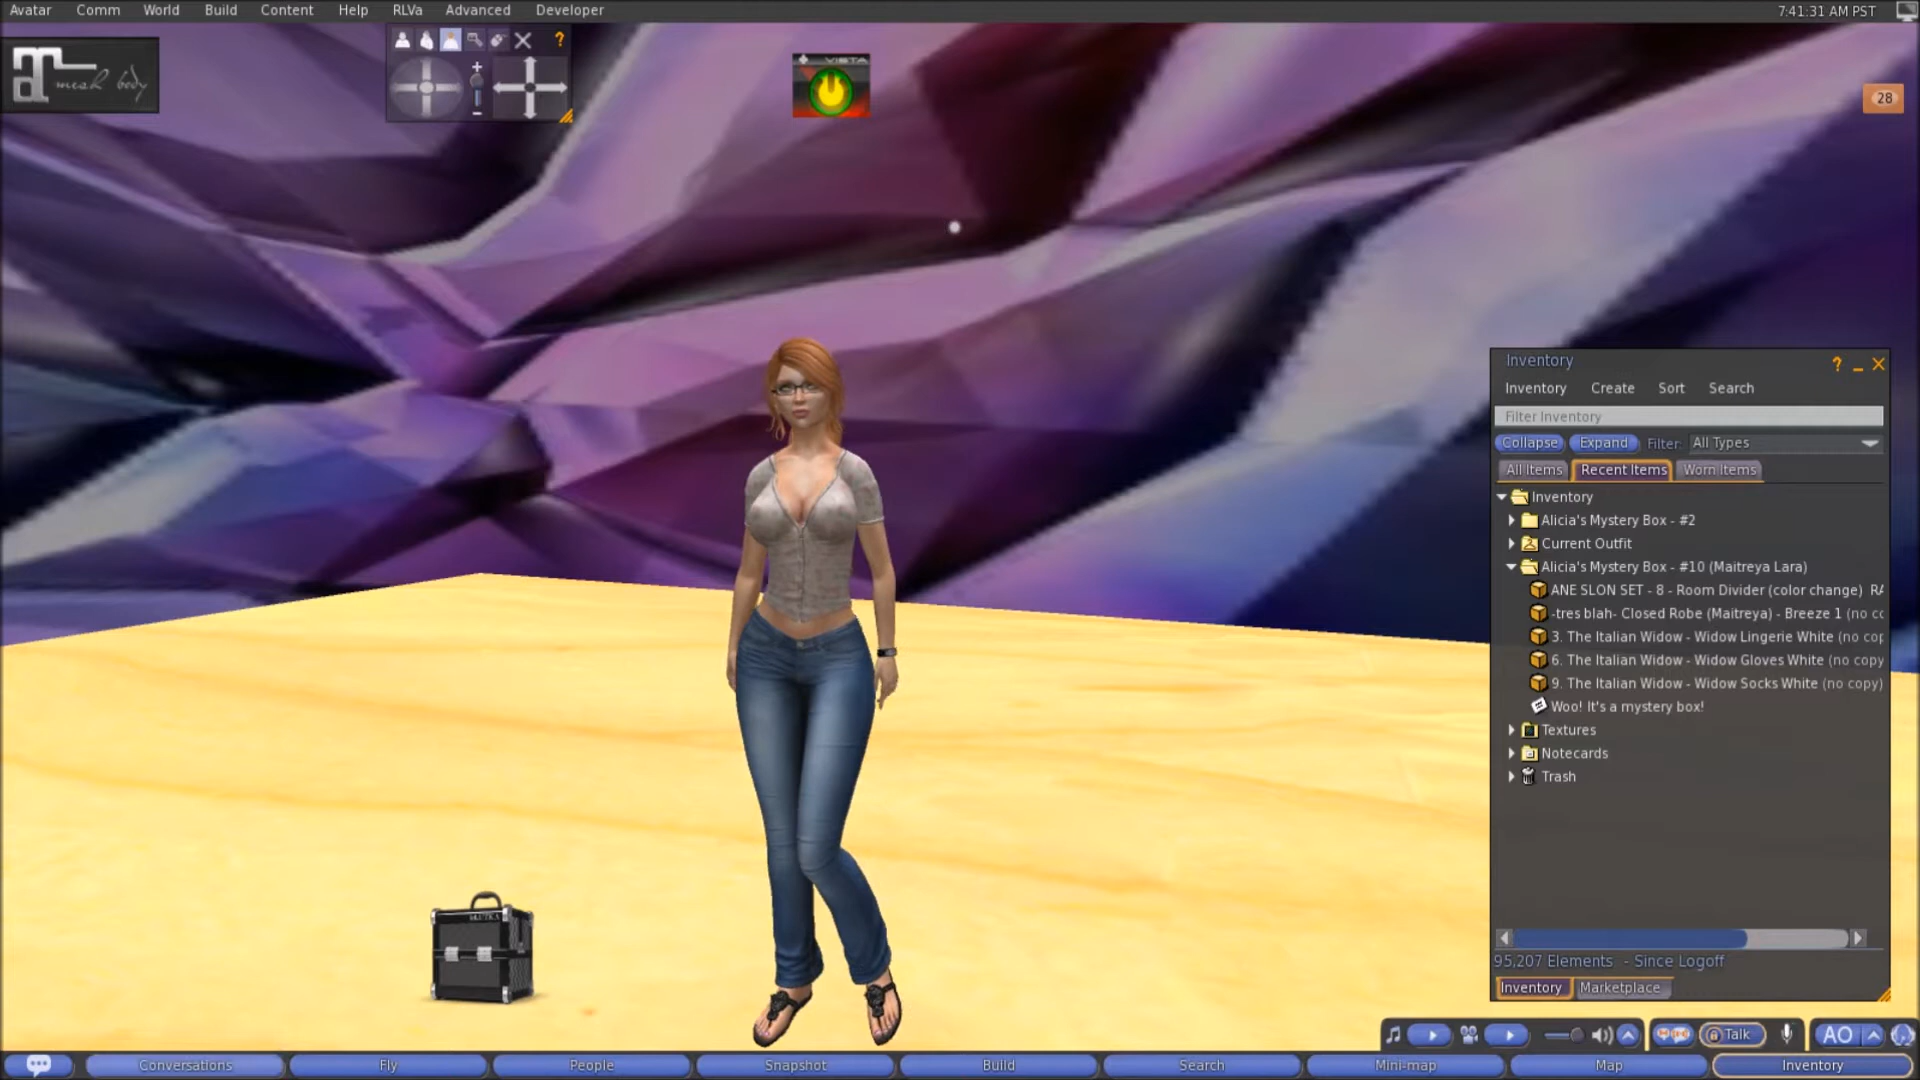 Avatar Comm World Build Content Help RLVa Advanced Developer 7:41:31 AM PST
mesh body
VISTA
28
Inventory
Inventory Create Sort Search
Filter Inventory
Collapse Expand Filter: All Types
All Items Recent Items Worn Items
Inventory
Alicia's Mystery Box - #2
Current Outfit
Alicia's Mystery Box - #10 (Maitreya Lara)
ANE SLON SET - 8 - Room Divider (color change) RA
-tres blah- Closed Robe (Maitreya) - Breeze 1 (no co
3. The Italian Widow - Widow Lingerie White (no cop
6. The Italian Widow - Widow Gloves White (no copy
9. The Italian Widow - Widow Socks White (no copy)
Woo! It's a mystery box!
Textures
Notecards
Trash
95,207 Elements - Since Logoff
Inventory Marketplace
Talk AO
Conversations Fly People Snapshot Build Search Mini-map Map Inventory